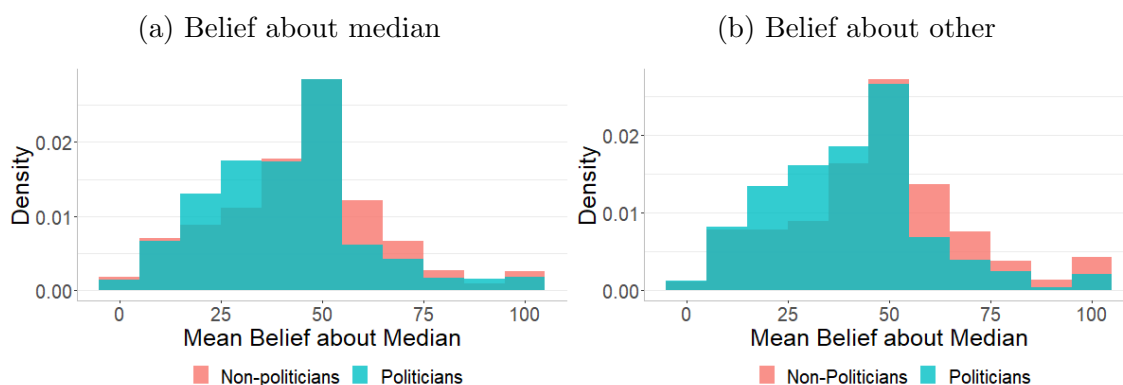 (a) Belief about median
Density
0.02
0.01
0.00
0 25 50 75 100
Mean Belief about Median
Non-politicians Politicians
(b) Belief about other
Density
0.02
0.01
0.00
0 25 50 75 100
Mean Belief about Median
Non-Politicians Politicians